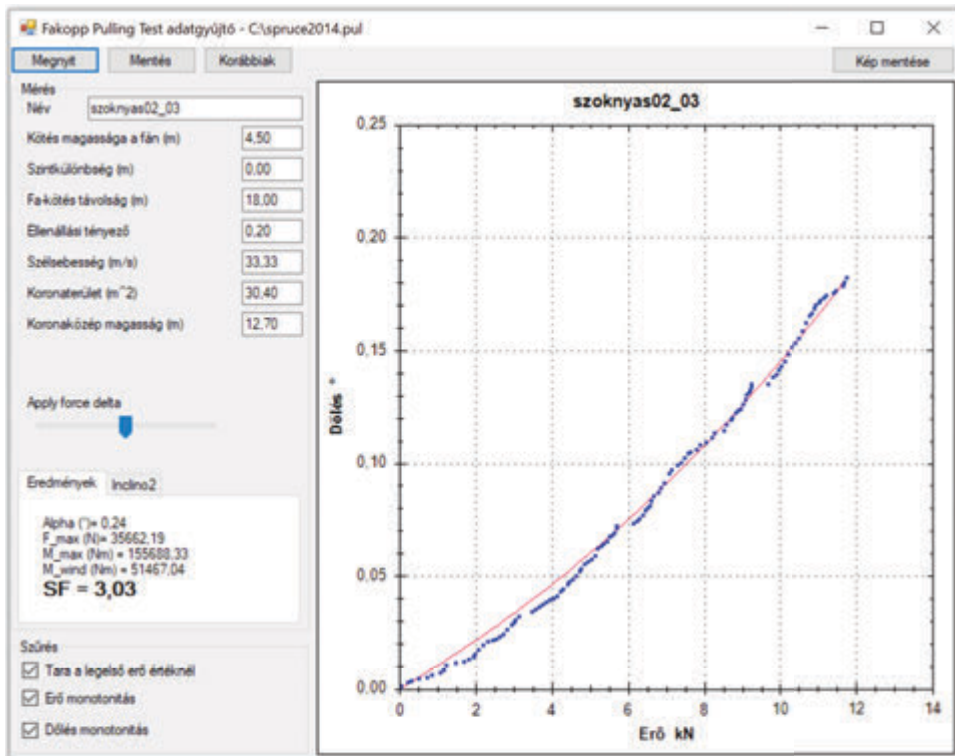 Fakopp Pulling Test adatgyűjtő - C:\spruce2014.pul
Megnyit Mentés Korábbiak Kép mentése
Mérés
Név szoknyas02_03
Kötés magassága a fán (m) 4,50
Szintkülönbség (m) 0,00
Fa-kötés távolság (m) 18,00
Ellenállási tényező 0,20
Szélsebesség (m/s) 33,33
Koronaterület (m^2) 30,40
Koronaközép magasság (m) 12,70
Apply force delta
Eredmények Inclino2
Alpha (°)= 0,24
F_max (N)= 35662,19
M_max (Nm) = 155688,33
M_wind (Nm) = 51467,04
SF = 3,03
Szűrés
Tara a legelső erő értéknél
Erő monotonitás
Dőlés monotonitás
szoknyas02_03
0,25
0,20
0,15
0,10
0,05
0,00
Dőlés °
0 2 4 6 8 10 12 14
Erő kN